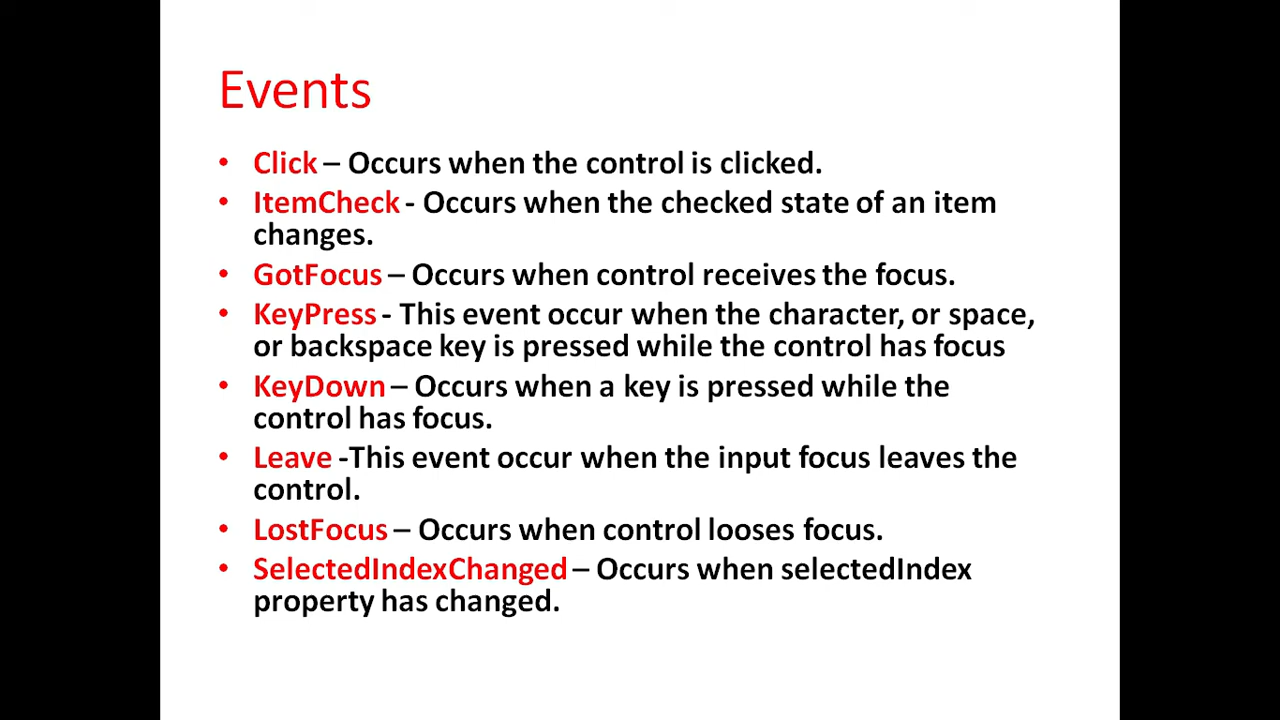 Events
• Click – Occurs when the control is clicked.
• ItemCheck - Occurs when the checked state of an item
changes.
• GotFocus – Occurs when control receives the focus.
• KeyPress - This event occur when the character, or space,
or backspace key is pressed while the control has focus
• KeyDown – Occurs when a key is pressed while the
control has focus.
• Leave -This event occur when the input focus leaves the
control.
• LostFocus – Occurs when control looses focus.
• SelectedIndexChanged – Occurs when selectedIndex
property has changed.